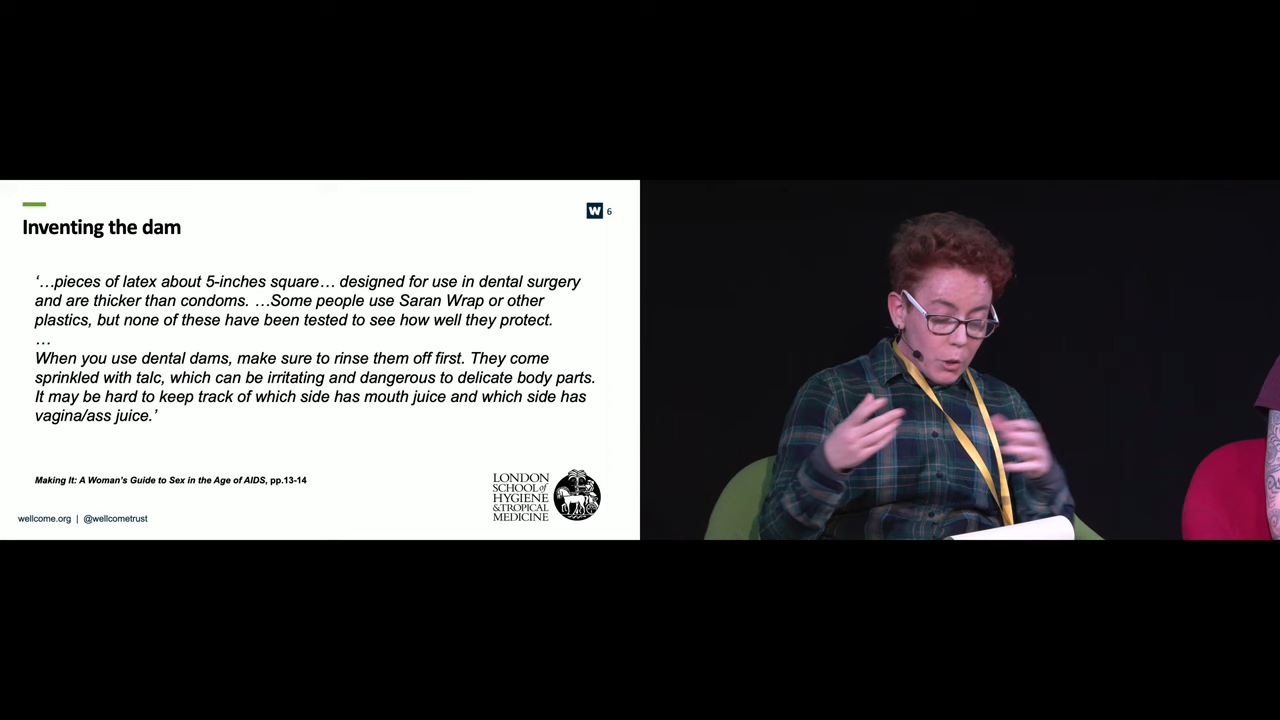 Inventing the dam
W 6
‘…pieces of latex about 5-inches square… designed for use in dental surgery
and are thicker than condoms. …Some people use Saran Wrap or other
plastics, but none of these have been tested to see how well they protect.
…
When you use dental dams, make sure to rinse them off first. They come
sprinkled with talc, which can be irritating and dangerous to delicate body parts.
It may be hard to keep track of which side has mouth juice and which side has
vagina/ass juice.’
Making It: A Woman’s Guide to Sex in the Age of AIDS, pp.13-14
LONDON
SCHOOL of
HYGIENE
&TROPICAL
MEDICINE
wellcome.org | @wellcometrust